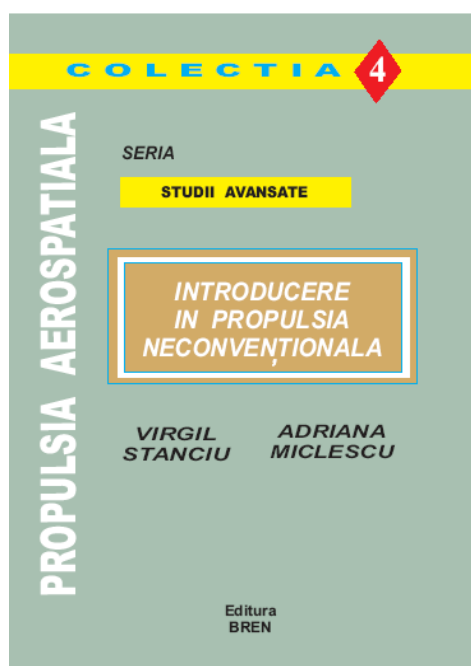 COLECTIA 4
PROPULSIA AEROSPATIALA
SERIA
STUDII AVANSATE
INTRODUCERE
IN PROPULSIA
NECONVENȚIONALA
VIRGIL
STANCIU
ADRIANA
MICLESCU
Editura
BREN